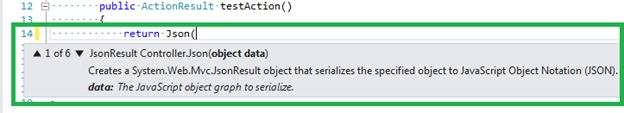 12 public ActionResult testAction()
13 {
14 return Json(
▲ 1 of 6 ▼ JsonResult Controller.Json(object data)
Creates a System.Web.Mvc.JsonResult object that serializes the specified object to JavaScript Object Notation (JSON).
data: The JavaScript object graph to serialize.